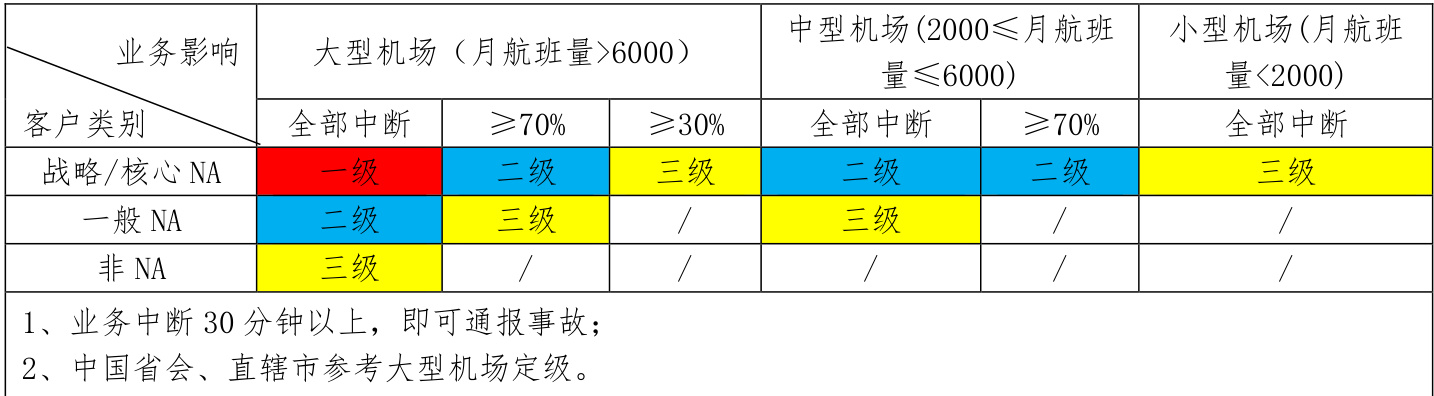 业务影响
客户类别
大型机场（月航班量>6000）
中型机场(2000≤月航班
量≤6000)
小型机场(月航班
量<2000)
全部中断 ≥70% ≥30% 全部中断 ≥70% 全部中断
战略/核心 NA 一级 二级 三级 二级 二级 三级
一般 NA 二级 三级 / 三级 / /
非 NA 三级 / / / / /
1、业务中断 30 分钟以上，即可通报事故；
2、中国省会、直辖市参考大型机场定级。